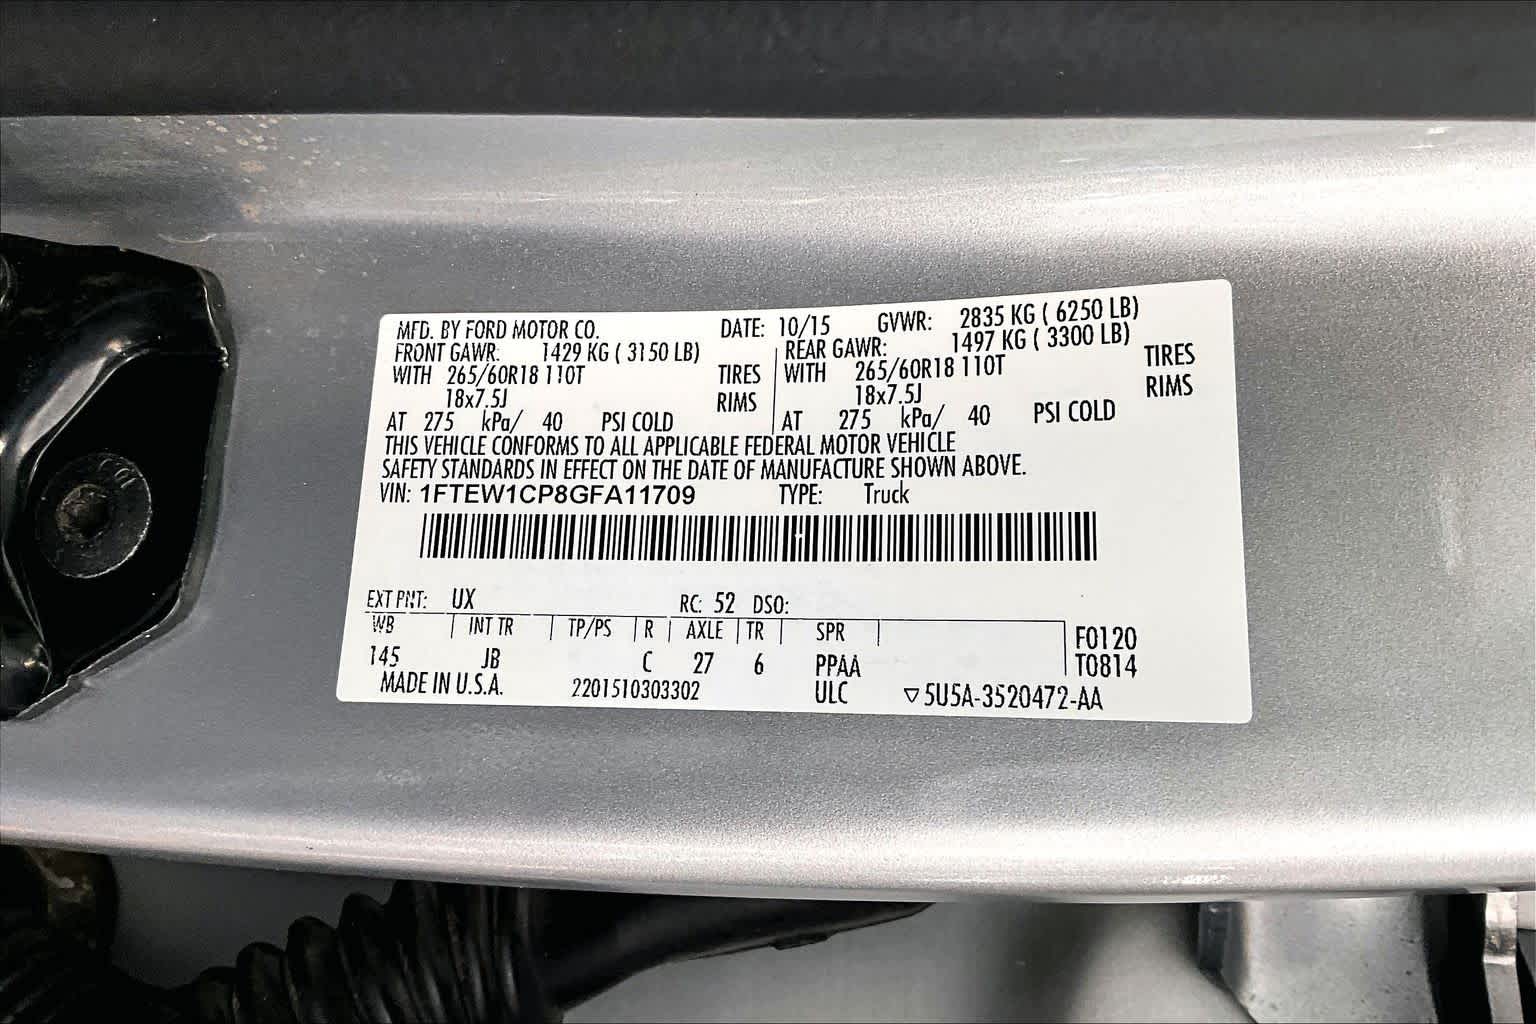 MFD. BY FORD MOTOR CO. DATE: 10/15 GVWR: 2835 KG ( 6250 LB)
FRONT GAWR: 1429 KG ( 3150 LB) REAR GAWR: 1497 KG ( 3300 LB)
WITH 265/60R18 110T TIRES WITH 265/60R18 110T TIRES
18x7.5J RIMS 18x7.5J RIMS
AT 275 kPa/ 40 PSI COLD AT 275 kPa/ 40 PSI COLD
THIS VEHICLE CONFORMS TO ALL APPLICABLE FEDERAL MOTOR VEHICLE
SAFETY STANDARDS IN EFFECT ON THE DATE OF MANUFACTURE SHOWN ABOVE.
VIN: 1FTEW1CP8GFA11709 TYPE: Truck
EXT PNT: UX RC: 52 DSO:
WB INT TR TP/PS R AXLE TR SPR F0120
145 JB C 27 6 PPAA T0814
MADE IN U.S.A. 2201510303302 ULC ▽5U5A-3520472-AA